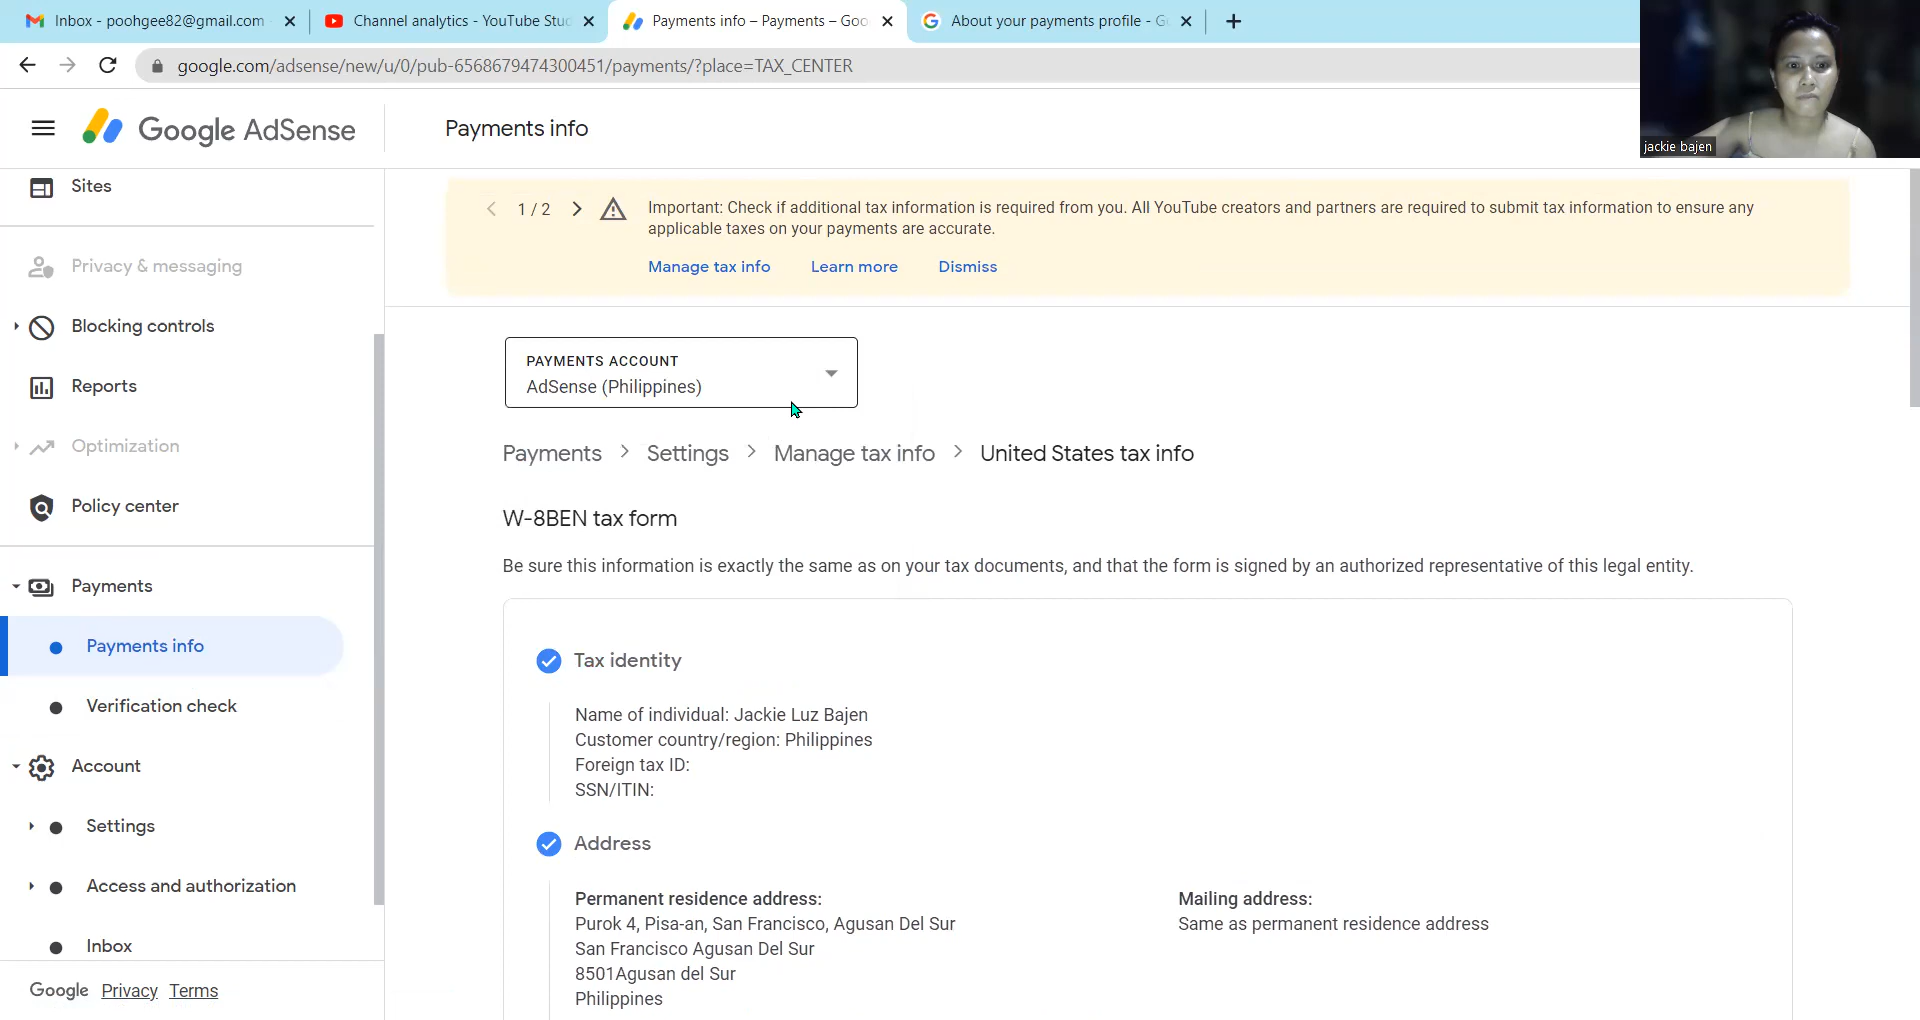 Inbox - poohgee82@gmail.com
Channel analytics - YouTube Stu
Payments info – Payments – Goo
About your payments profile - G
google.com/adsense/new/u/0/pub-6568679474300451/payments/?place=TAX_CENTER
jackie bajen
Google AdSense
Payments info
Sites
Privacy & messaging
Blocking controls
Reports
Optimization
Policy center
Payments
Payments info
Verification check
Account
Settings
Access and authorization
Inbox
Google Privacy Terms
1 / 2
Important: Check if additional tax information is required from you. All YouTube creators and partners are required to submit tax information to ensure any
applicable taxes on your payments are accurate.
Manage tax info Learn more Dismiss
PAYMENTS ACCOUNT
AdSense (Philippines)
Payments > Settings > Manage tax info > United States tax info
W-8BEN tax form
Be sure this information is exactly the same as on your tax documents, and that the form is signed by an authorized representative of this legal entity.
Tax identity
Name of individual: Jackie Luz Bajen
Customer country/region: Philippines
Foreign tax ID:
SSN/ITIN:
Address
Permanent residence address:
Purok 4, Pisa-an, San Francisco, Agusan Del Sur
San Francisco Agusan Del Sur
8501Agusan del Sur
Philippines
Mailing address:
Same as permanent residence address